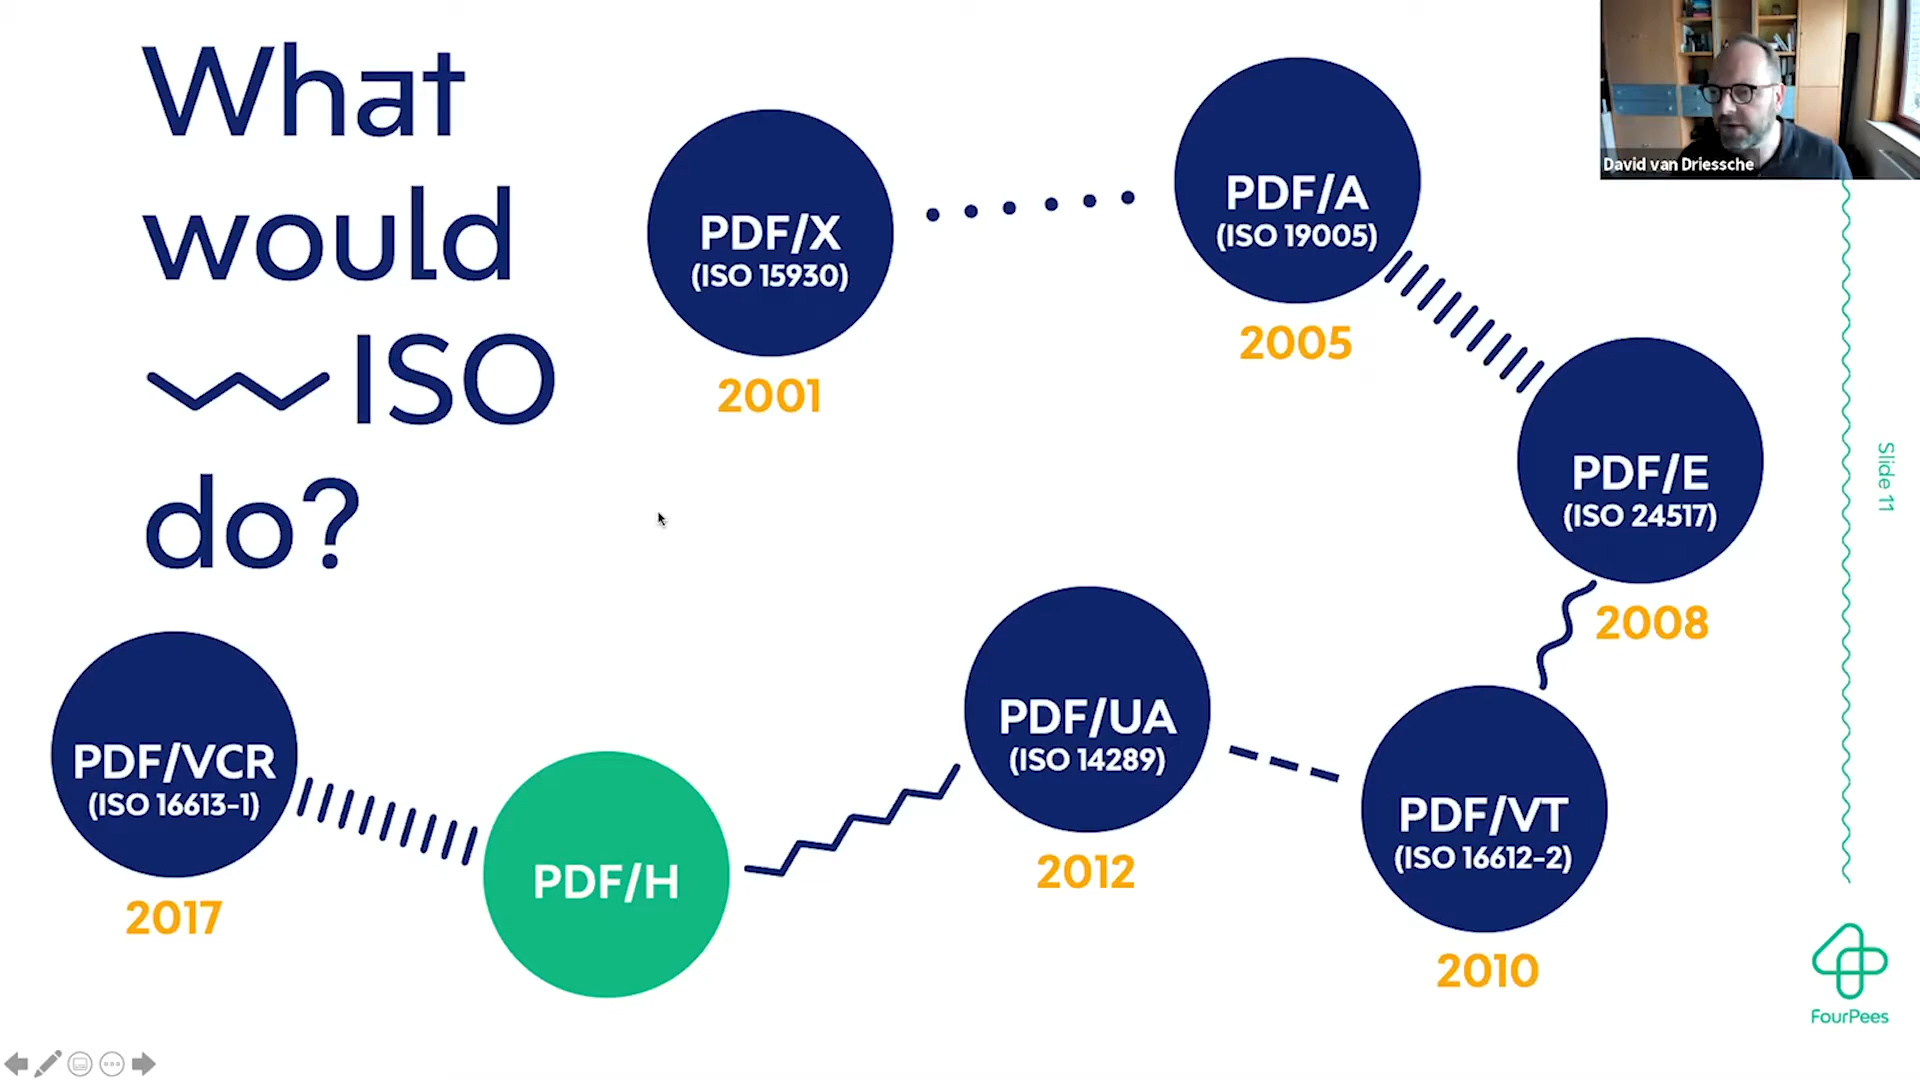 What
would
ISO
do?
PDF/X
(ISO 15930)
2001
PDF/A
(ISO 19005)
2005
PDF/E
(ISO 24517)
2008
PDF/VT
(ISO 16612-2)
2010
PDF/UA
(ISO 14289)
2012
PDF/H
PDF/VCR
(ISO 16613-1)
2017
David van Driessche
Slide 11
FourPees